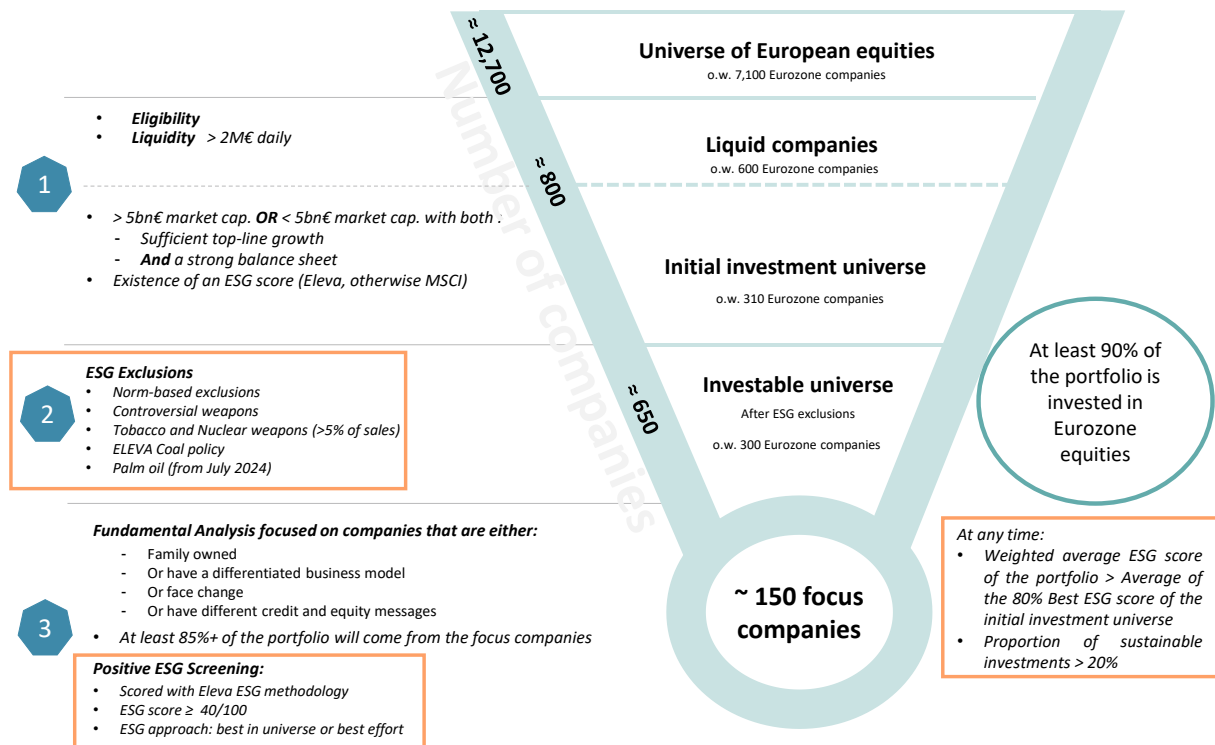 Number of companies
≈ 12,700
≈ 800
≈ 650
Universe of European equities
o.w. 7,100 Eurozone companies
Liquid companies
o.w. 600 Eurozone companies
Initial investment universe
o.w. 310 Eurozone companies
Investable universe
After ESG exclusions
o.w. 300 Eurozone companies
~ 150 focus
companies
1
• Eligibility
• Liquidity > 2M€ daily
• > 5bn€ market cap. OR < 5bn€ market cap. with both :
- Sufficient top-line growth
- And a strong balance sheet
• Existence of an ESG score (Eleva, otherwise MSCI)
2
ESG Exclusions
• Norm-based exclusions
• Controversial weapons
• Tobacco and Nuclear weapons (>5% of sales)
• ELEVA Coal policy
• Palm oil (from July 2024)
3
Fundamental Analysis focused on companies that are either:
- Family owned
- Or have a differentiated business model
- Or face change
- Or have different credit and equity messages
• At least 85%+ of the portfolio will come from the focus companies
Positive ESG Screening:
• Scored with Eleva ESG methodology
• ESG score ≥ 40/100
• ESG approach: best in universe or best effort
At least 90% of
the portfolio is
invested in
Eurozone
equities
At any time:
• Weighted average ESG score
of the portfolio > Average of
the 80% Best ESG score of the
initial investment universe
• Proportion of sustainable
investments > 20%